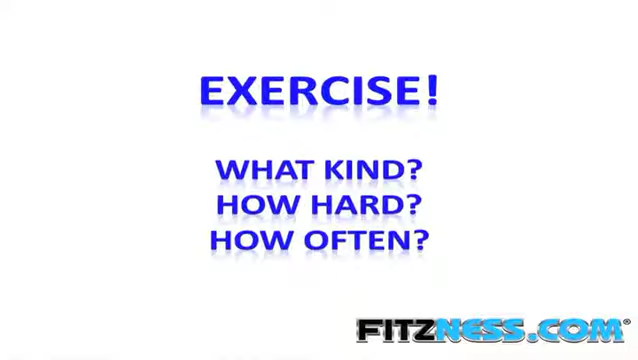 EXERCISE!
WHAT KIND?
HOW HARD?
HOW OFTEN?
FITZNESS.COM®